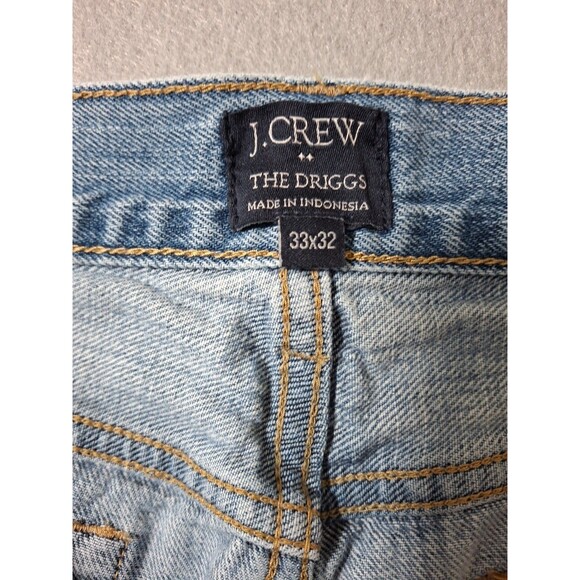 J.CREW
THE DRIGGS
MADE IN INDONESIA
33x32